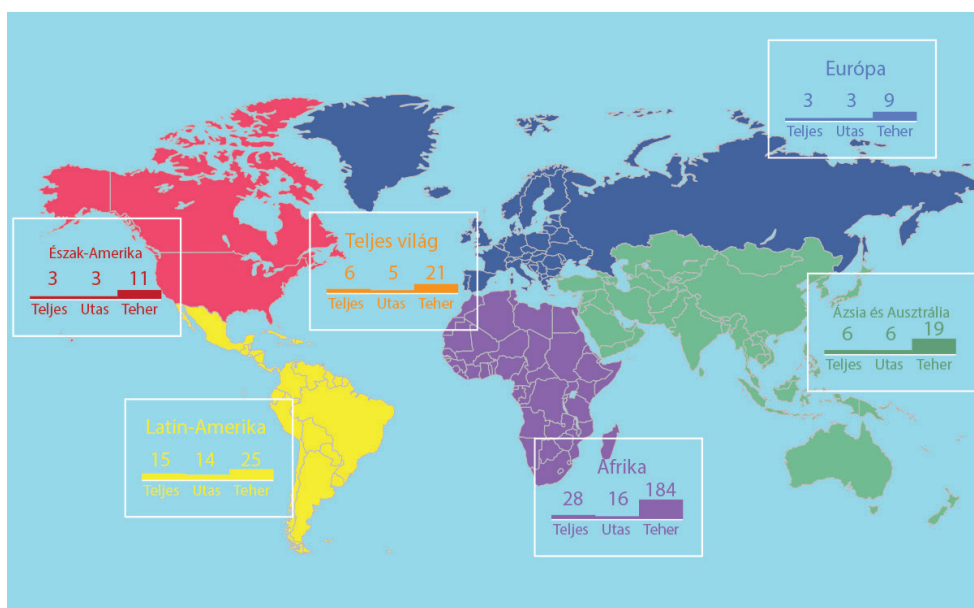 Európa
3 3 9
Teljes Utas Teher
Észak-Amerika
3 3 11
Teljes Utas Teher
Teljes világ
6 5 21
Teljes Utas Teher
Ázsia és Ausztrália
6 6 19
Teljes Utas Teher
Latin-Amerika
15 14 25
Teljes Utas Teher
Afrika
28 16 184
Teljes Utas Teher